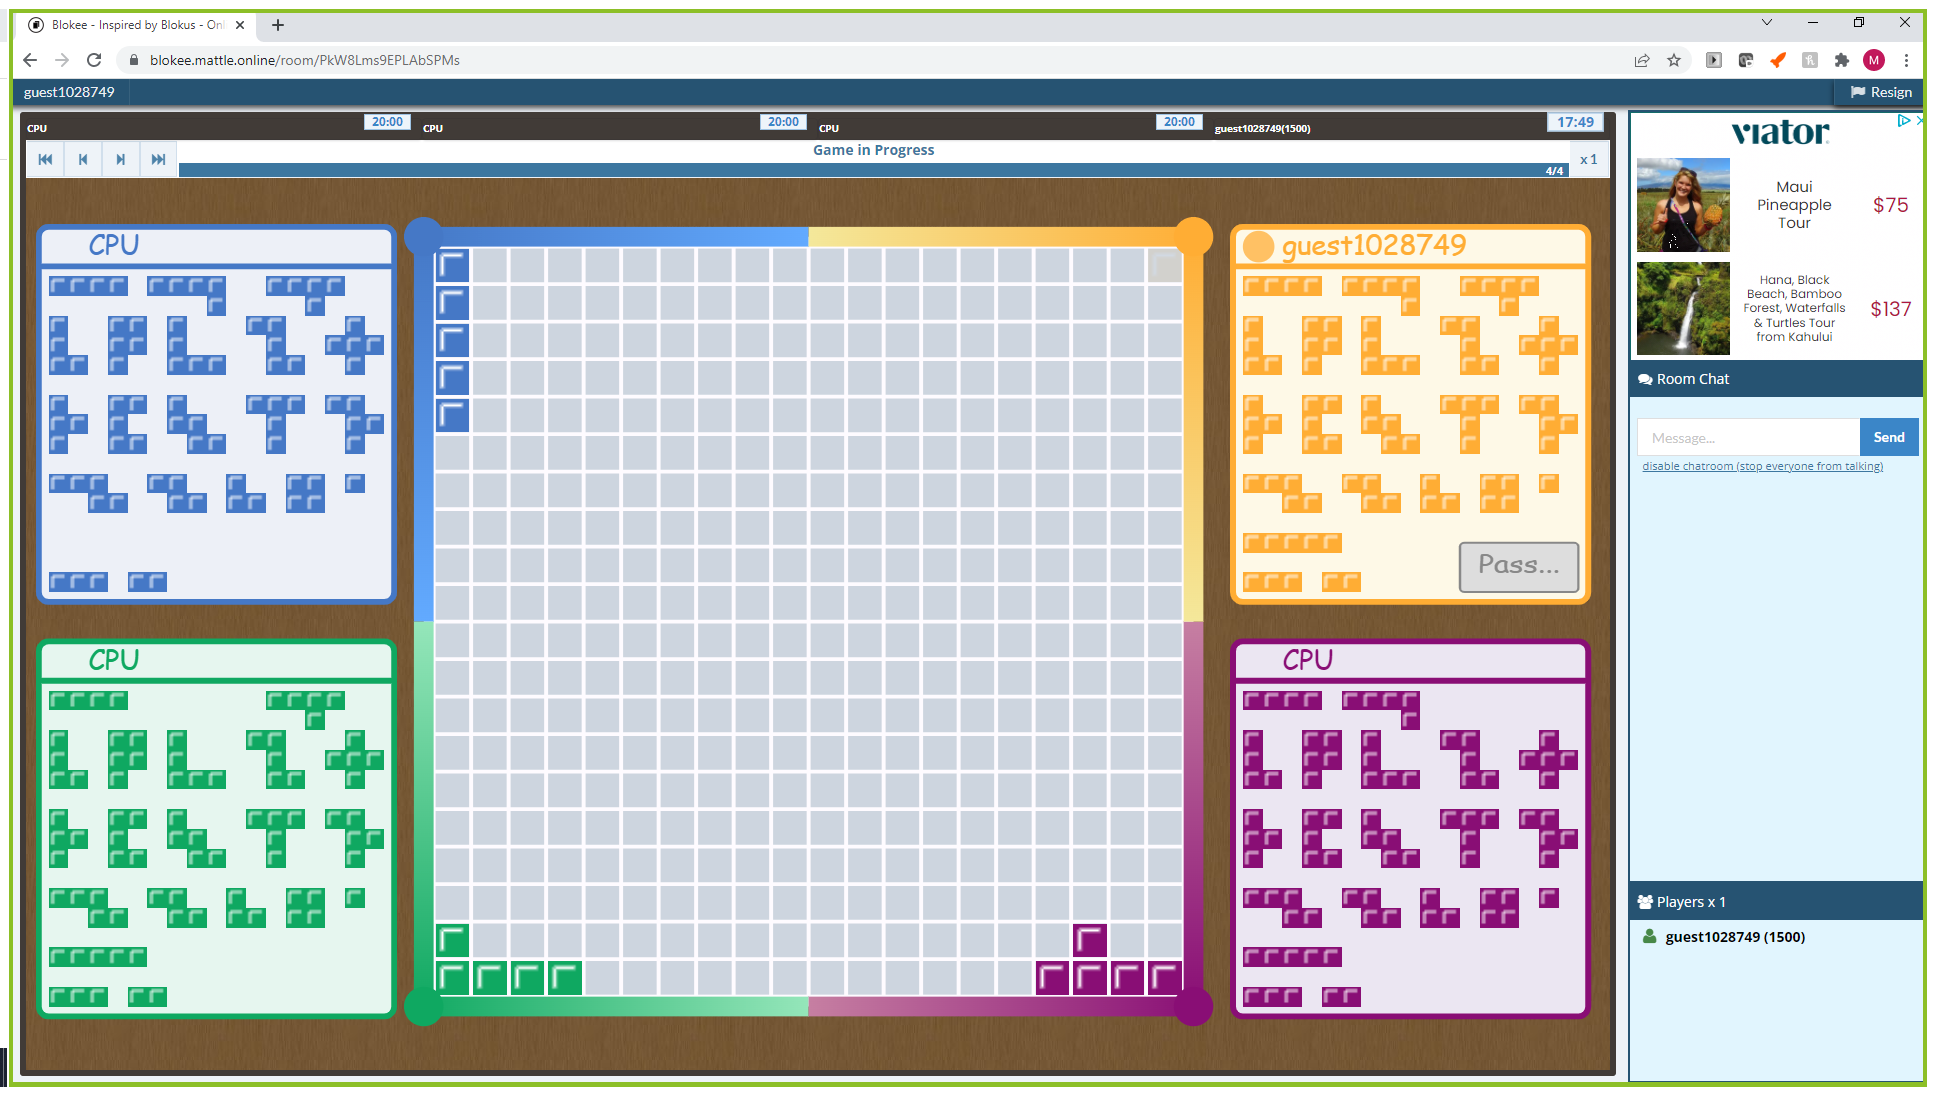 Blokee - Inspired by Blokus - Onl
blokee.mattle.online/room/PkW8Lms9EPLAbSPMs
M
guest1028749
Resign
CPU
20:00
CPU
20:00
CPU
20:00
guest1028749(1500)
17:49
Game in Progress
4/4
x 1
CPU
guest1028749
Pass...
CPU
CPU
viator
Maui
Pineapple
Tour
$75
Hana, Black
Beach, Bamboo
Forest, Waterfalls
& Turtles Tour
from Kahului
$137
Room Chat
Message...
Send
disable chatroom (stop everyone from talking)
Players x 1
guest1028749 (1500)